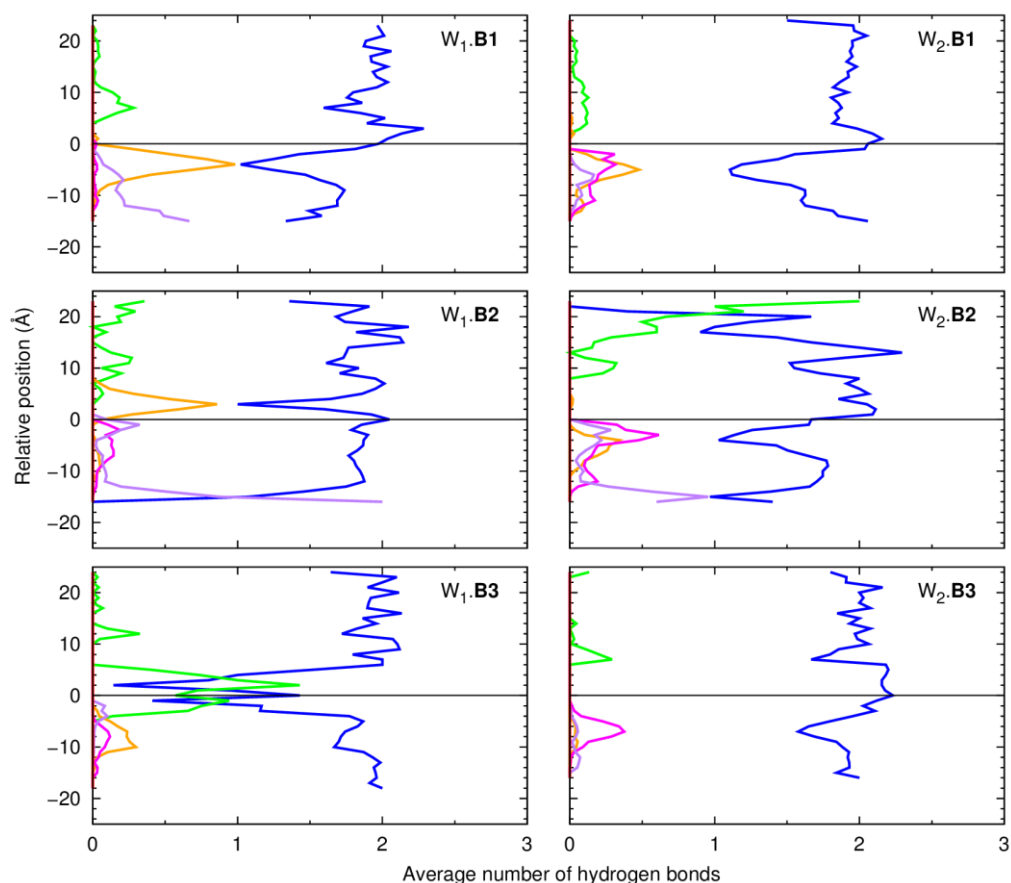 20
10
0
−10
−20
W1.B1
W2.B1
20
10
0
−10
−20
W1.B2
W2.B2
20
10
0
−10
−20
W1.B3
W2.B3
Relative position (Å)
0 1 2 3 0 1 2 3
Average number of hydrogen bonds